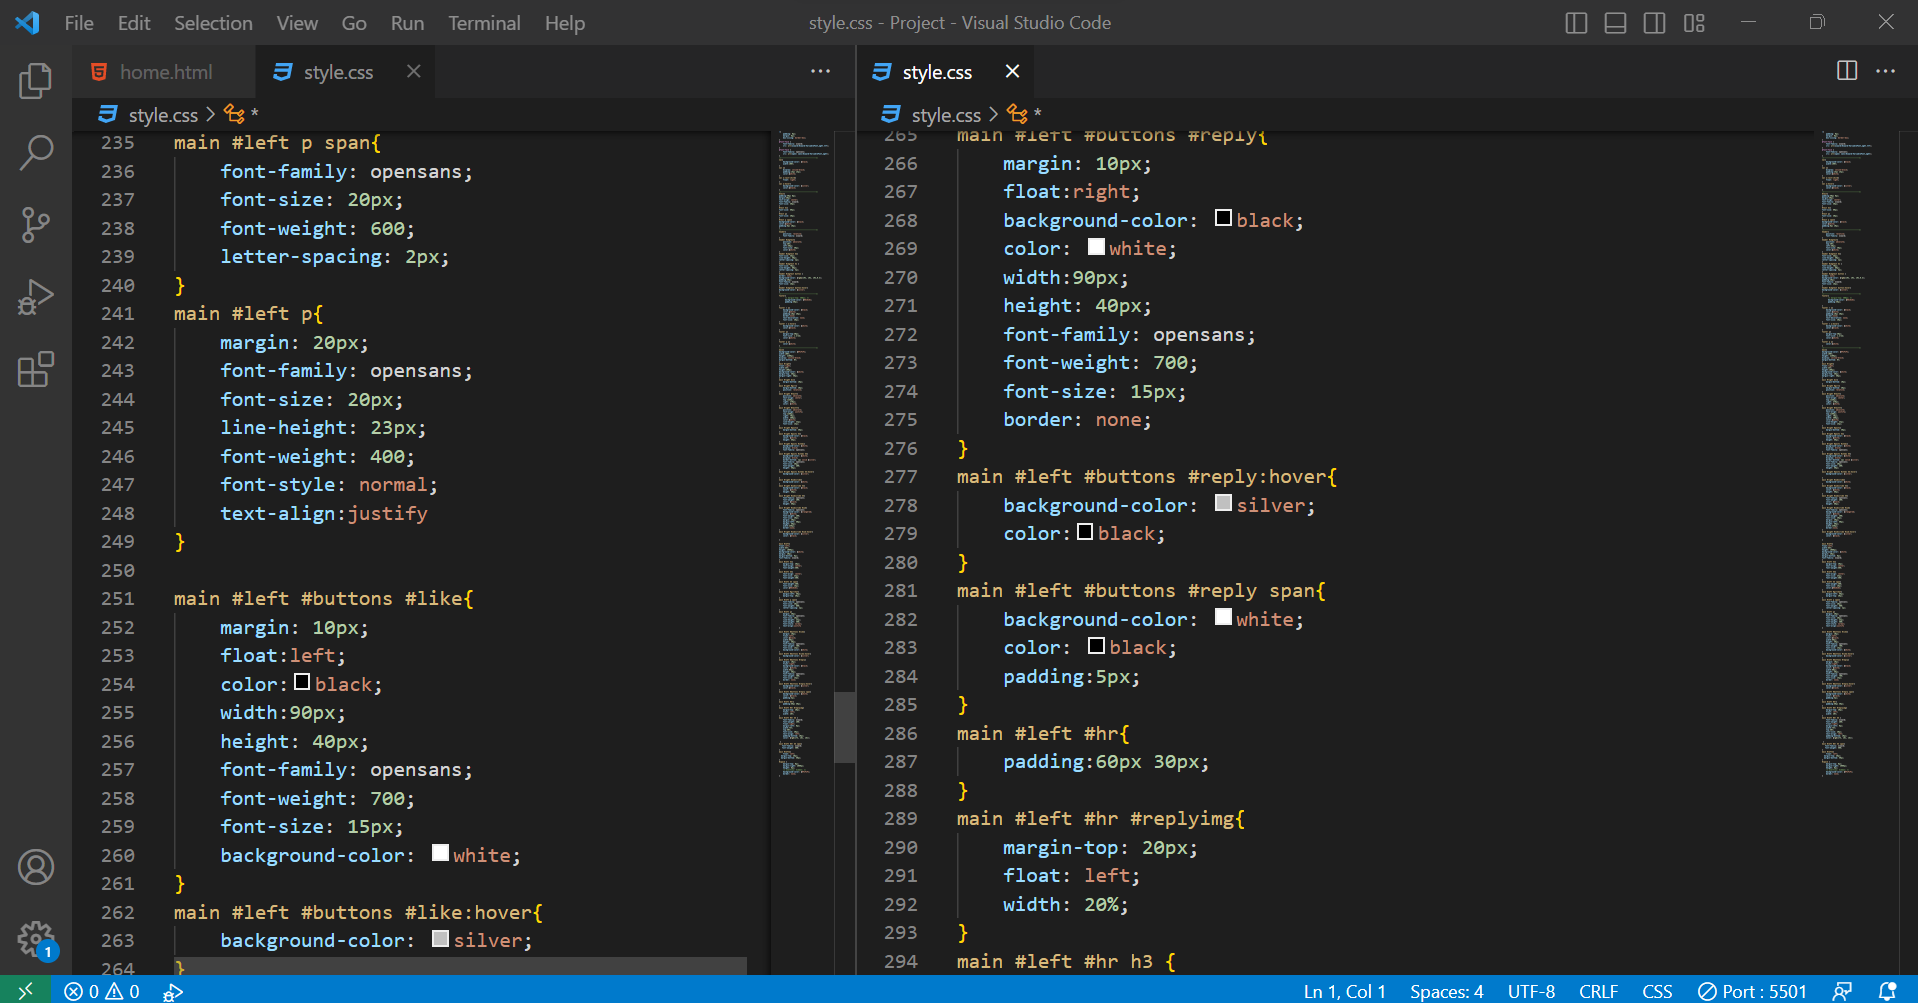 File Edit Selection View Go Run Terminal Help
style.css - Project - Visual Studio Code
home.html
style.css
style.css > *
235 main #left p span{
236 font-family: opensans;
237 font-size: 20px;
238 font-weight: 600;
239 letter-spacing: 2px;
240 }
241 main #left p{
242 margin: 20px;
243 font-family: opensans;
244 font-size: 20px;
245 line-height: 23px;
246 font-weight: 400;
247 font-style: normal;
248 text-align:justify
249 }
250
251 main #left #buttons #like{
252 margin: 10px;
253 float:left;
254 color:black;
255 width:90px;
256 height: 40px;
257 font-family: opensans;
258 font-weight: 700;
259 font-size: 15px;
260 background-color: white;
261 }
262 main #left #buttons #like:hover{
263 background-color: silver;
264 }
style.css
style.css > *
265 main #left #buttons #reply{
266 margin: 10px;
267 float:right;
268 background-color: black;
269 color: white;
270 width:90px;
271 height: 40px;
272 font-family: opensans;
273 font-weight: 700;
274 font-size: 15px;
275 border: none;
276 }
277 main #left #buttons #reply:hover{
278 background-color: silver;
279 color:black;
280 }
281 main #left #buttons #reply span{
282 background-color: white;
283 color: black;
284 padding:5px;
285 }
286 main #left #hr{
287 padding:60px 30px;
288 }
289 main #left #hr #replyimg{
290 margin-top: 20px;
291 float: left;
292 width: 20%;
293 }
294 main #left #hr h3 {
1
0 0
Ln 1, Col 1 Spaces: 4 UTF-8 CRLF CSS Port : 5501